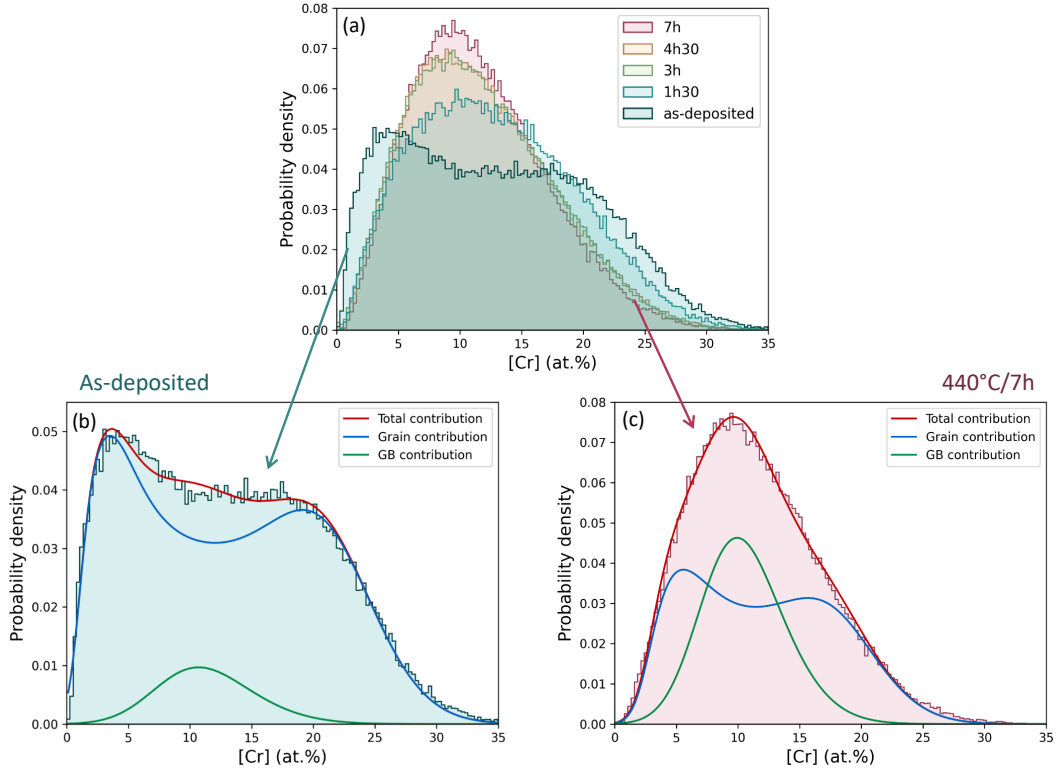 (a)
7h
4h30
3h
1h30
as-deposited
Probability density
0.08
0.07
0.06
0.05
0.04
0.03
0.02
0.01
0.00
0 5 10 15 20 25 30 35
[Cr] (at.%)
As-deposited
440°C/7h
(b)
Total contribution
Grain contribution
GB contribution
Probability density
0.05
0.04
0.03
0.02
0.01
0.00
0 5 10 15 20 25 30 35
[Cr] (at.%)
(c)
Total contribution
Grain contribution
GB contribution
Probability density
0.08
0.07
0.06
0.05
0.04
0.03
0.02
0.01
0.00
0 5 10 15 20 25 30 35
[Cr] (at.%)